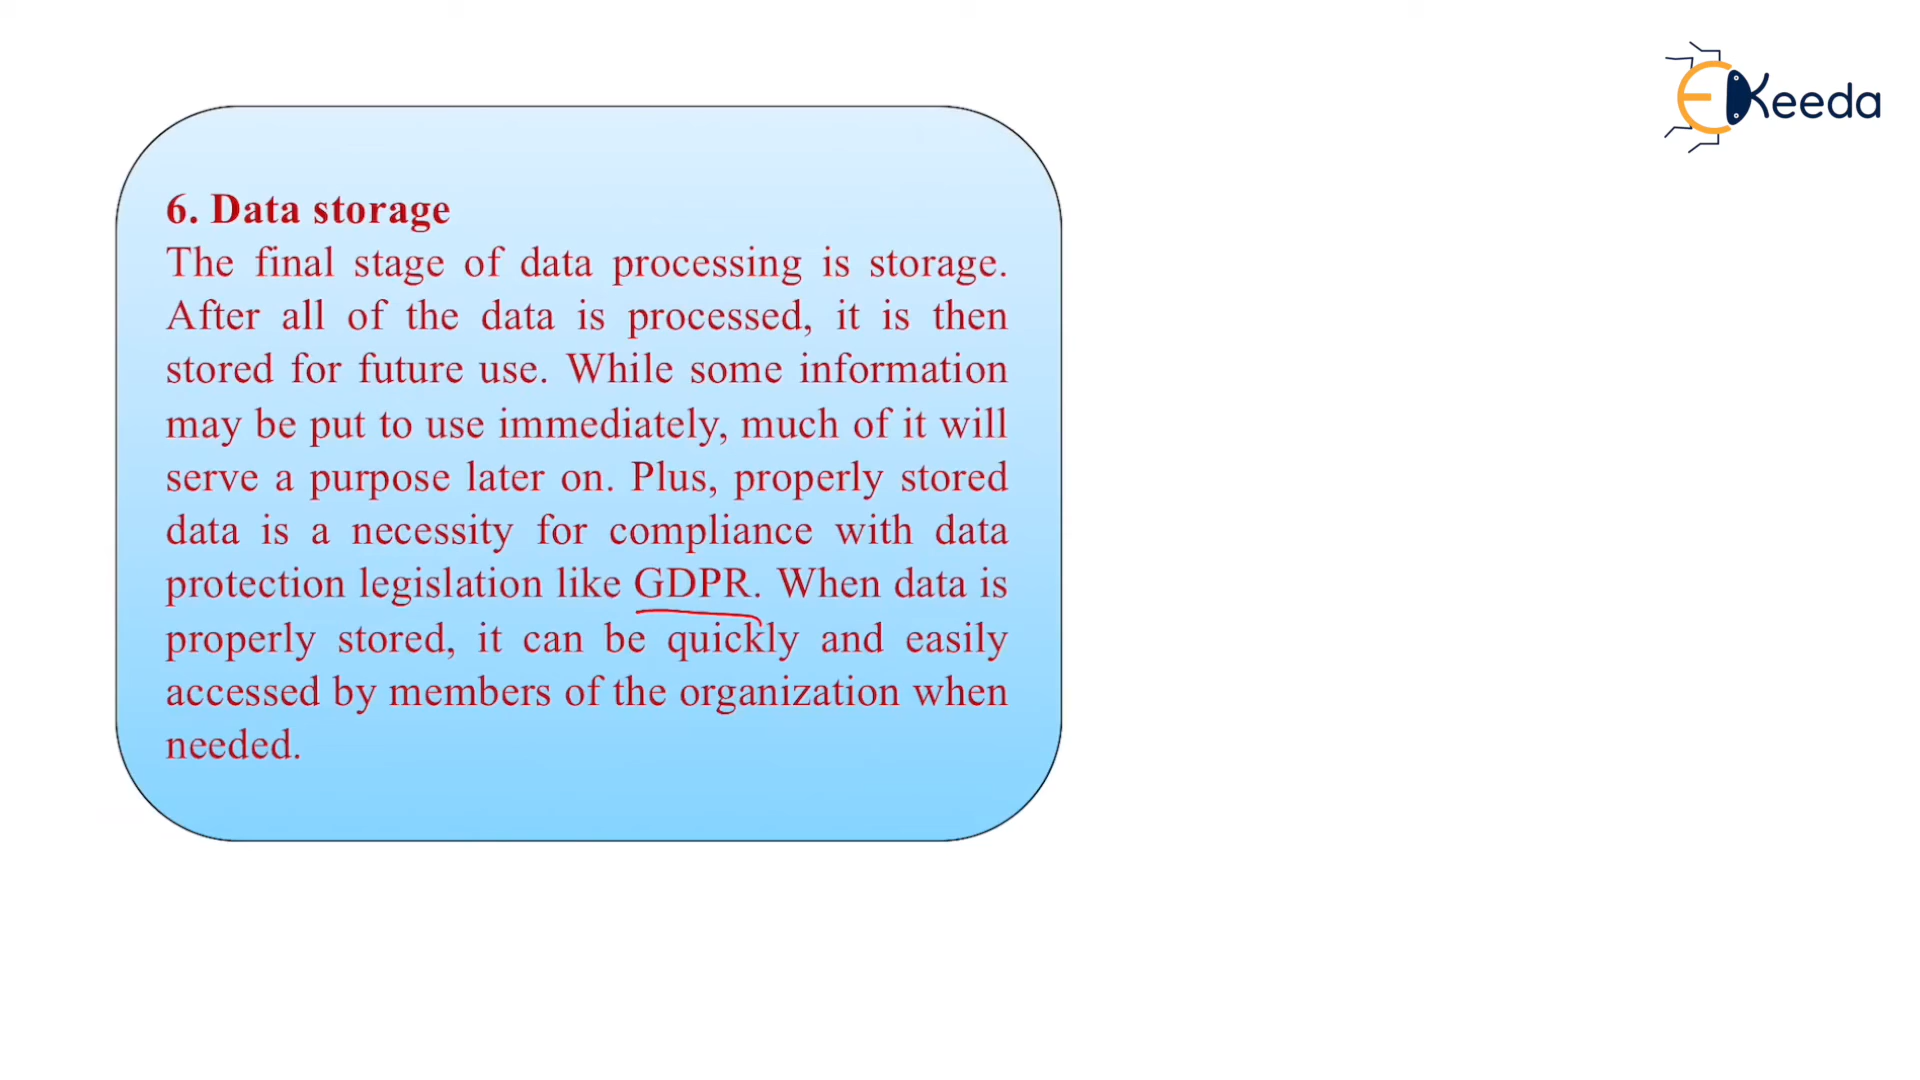 EKeeda
6. Data storage
The final stage of data processing is storage.
After all of the data is processed, it is then
stored for future use. While some information
may be put to use immediately, much of it will
serve a purpose later on. Plus, properly stored
data is a necessity for compliance with data
protection legislation like GDPR. When data is
properly stored, it can be quickly and easily
accessed by members of the organization when
needed.